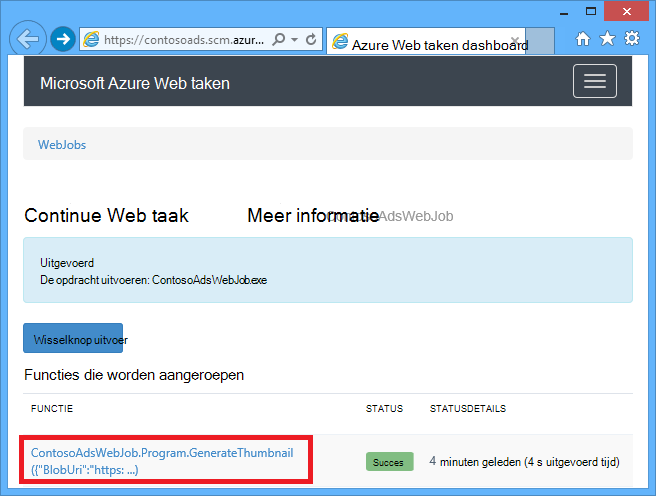 https://contosoads.scm.azur...
Azure Web taken dashboard
Microsoft Azure Web taken
WebJobs
Continue Web taak Meer informatie ContosoAdsWebJob
Uitgevoerd
De opdracht uitvoeren: ContosoAdsWebJob.exe
Wisselknop uitvoer
Functies die worden aangeroepen
FUNCTIE STATUS STATUSDETAILS
ContosoAdsWebJob.Program.GenerateThumbnail
({"BlobUri":"https: ...) Succes 4 minuten geleden (4 s uitgevoerd tijd)